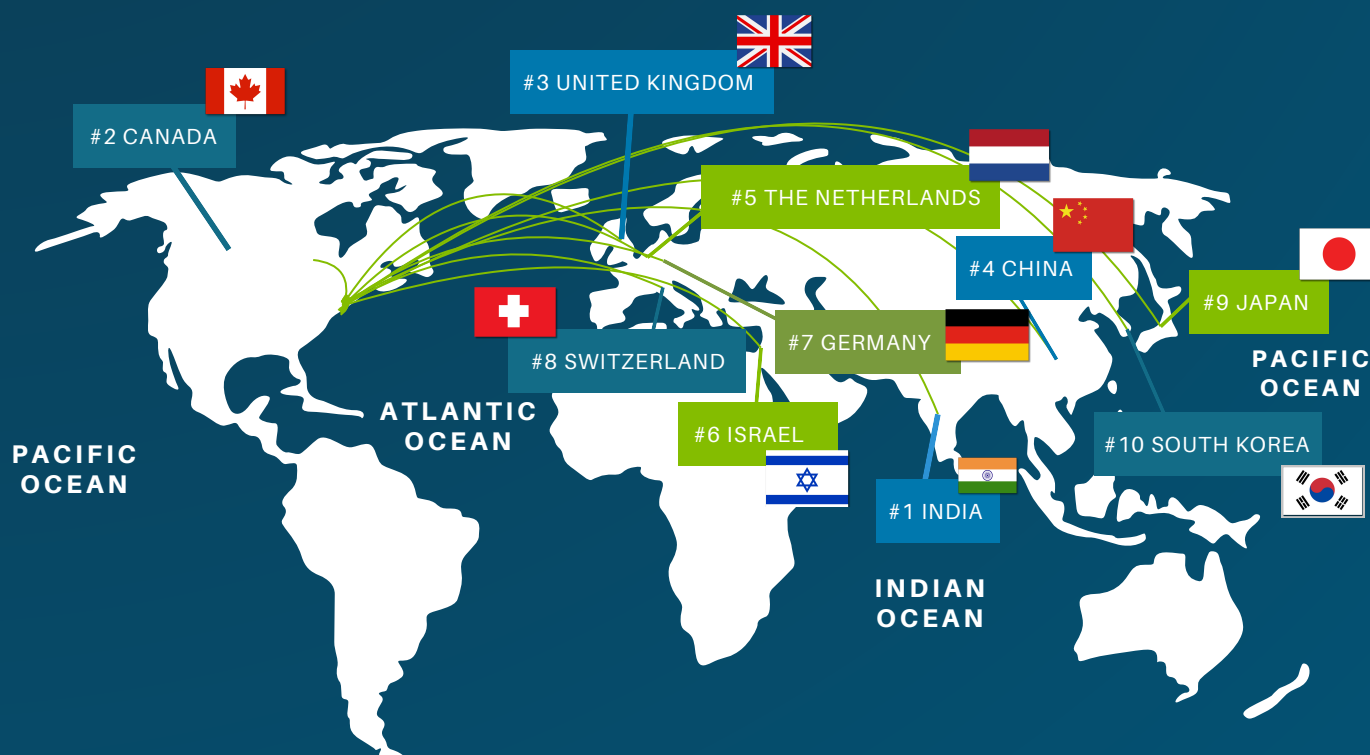 #3 UNITED KINGDOM
#2 CANADA
#5 THE NETHERLANDS
#4 CHINA
#9 JAPAN
#7 GERMANY
#8 SWITZERLAND
PACIFIC
OCEAN
ATLANTIC
OCEAN
#6 ISRAEL
#10 SOUTH KOREA
PACIFIC
OCEAN
#1 INDIA
INDIAN
OCEAN